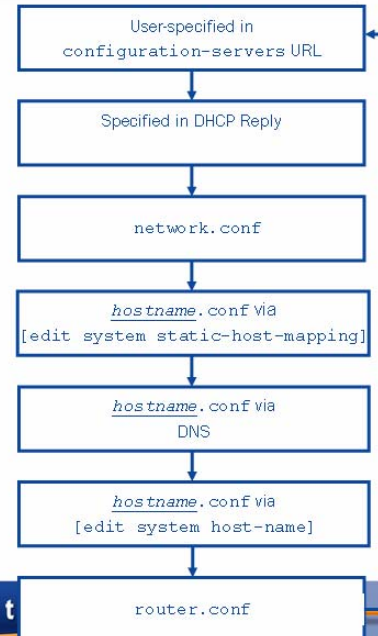 User-specified in
configuration-servers URL
Specified in DHCP Reply
network.conf
hostname.conf via
[edit system static-host-mapping]
hostname.conf via
DNS
hostname.conf via
[edit system host-name]
t
router.conf